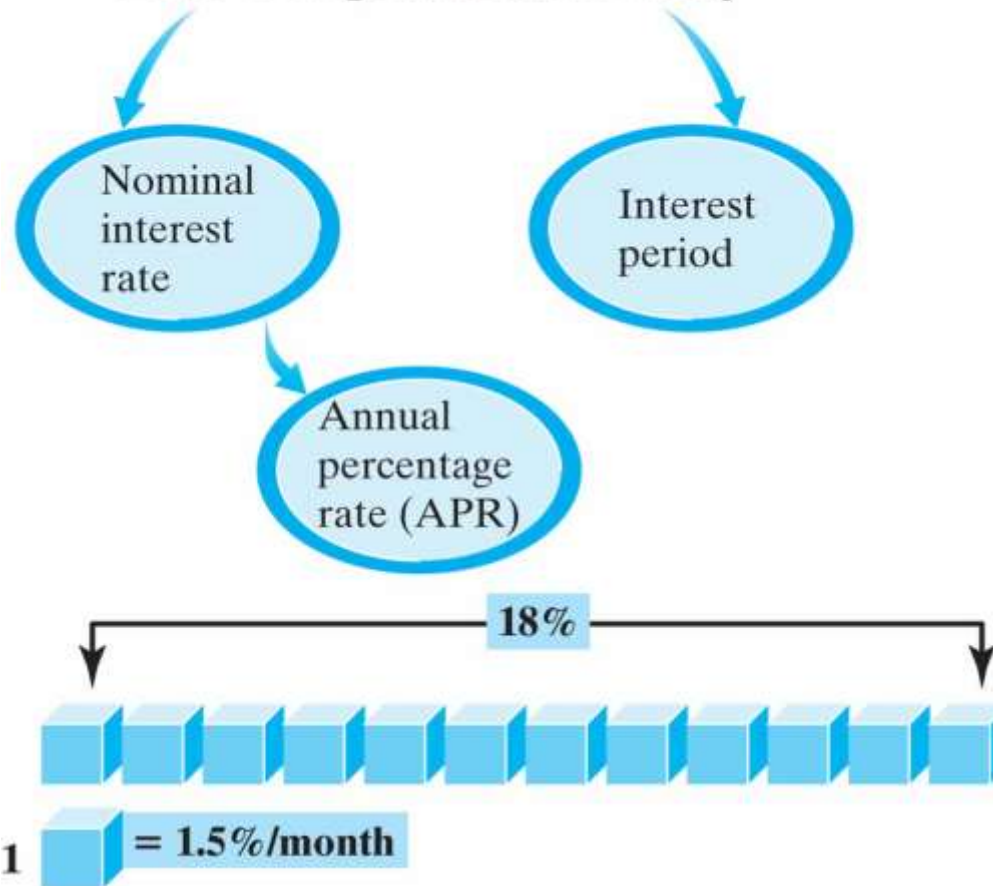 Nominal
interest
rate
Interest
period
Annual
percentage
rate (APR)
18%
1 = 1.5%/month